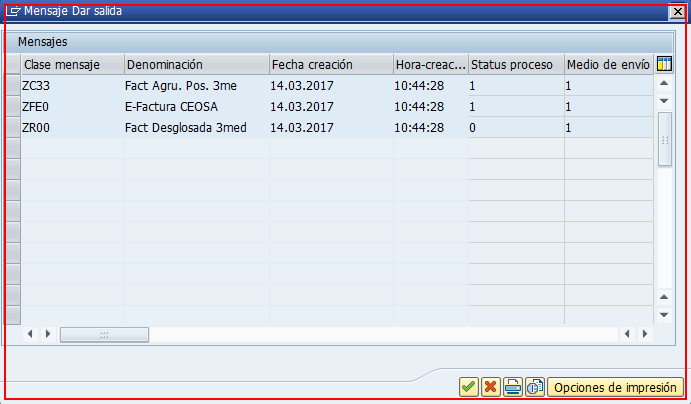 Mensaje Dar salida
Mensajes
Clase mensaje Denominación Fecha creación Hora-creac... Status proceso Medio de envío
ZC33 Fact Agru. Pos. 3me 14.03.2017 10:44:28 1 1
ZFE0 E-Factura CEOSA 14.03.2017 10:44:28 1 1
ZR00 Fact Desglosada 3med 14.03.2017 10:44:28 0 1
Opciones de impresión